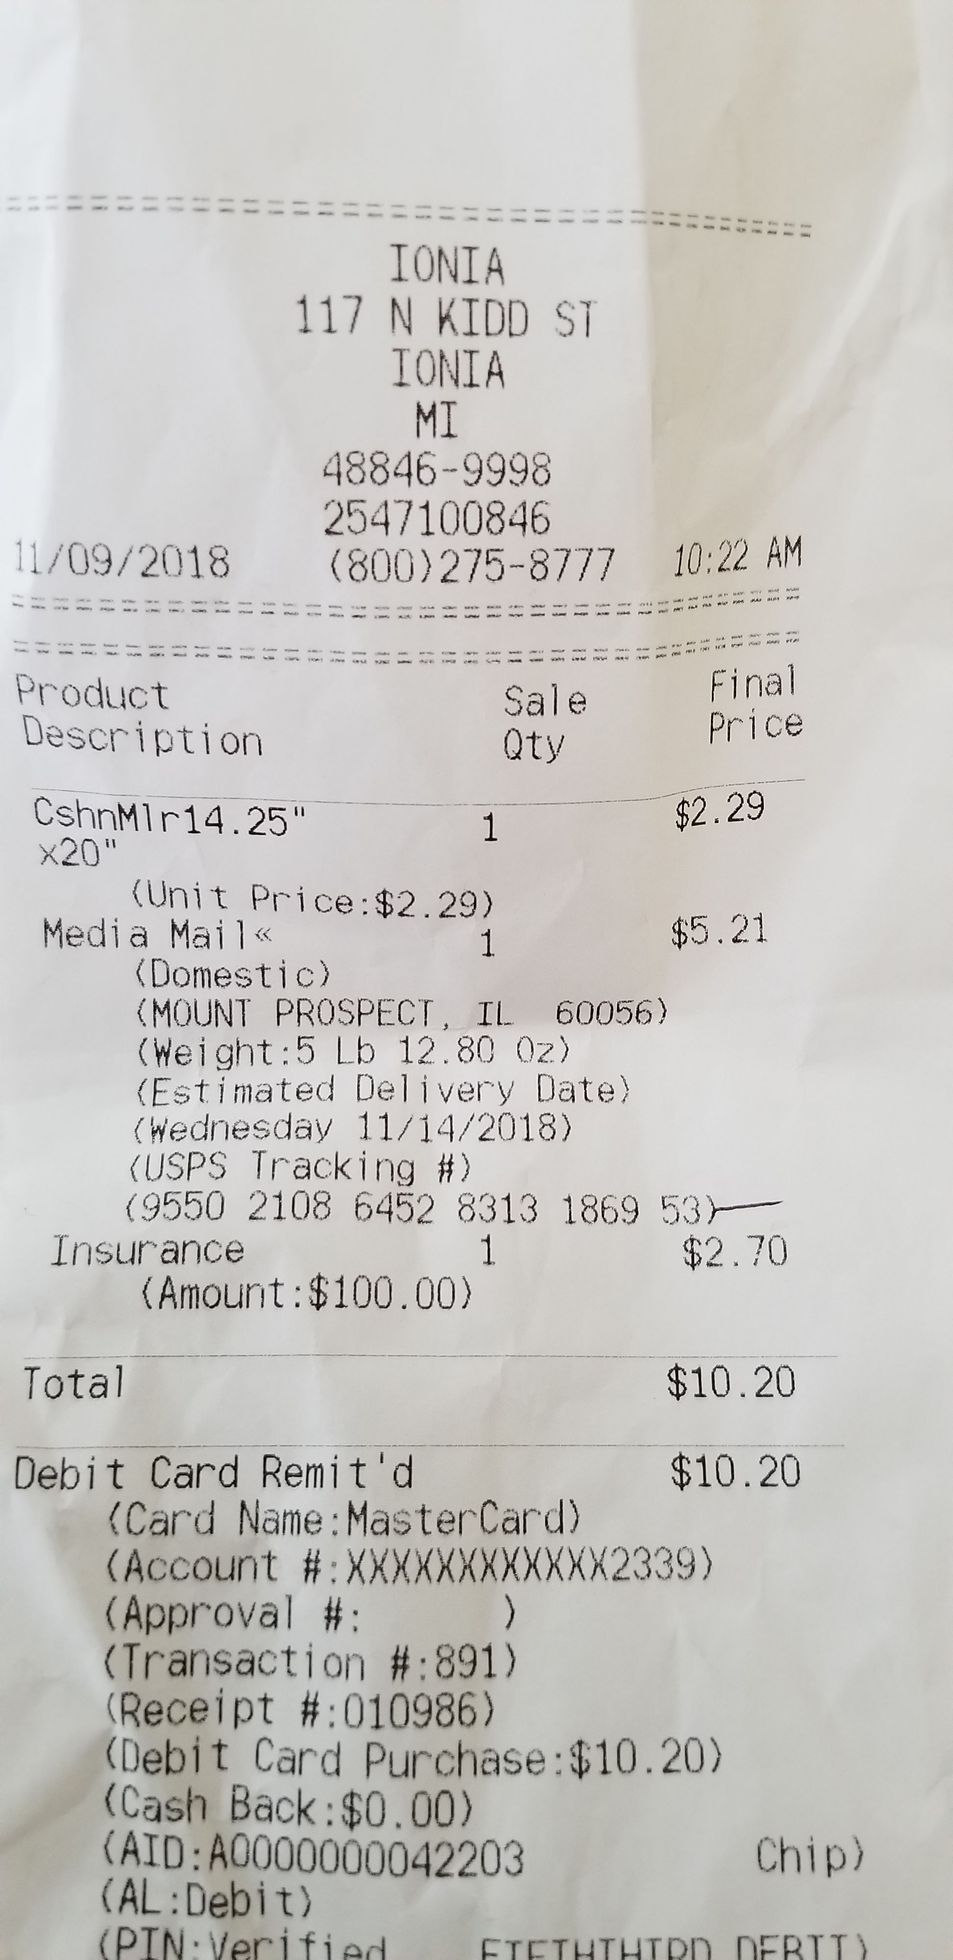 IONIA
117 N KIDD ST
IONIA
MI
48846-9998
2547100846
11/09/2018 (800)275-8777 10:22 AM
Product Sale Final
Description Qty Price
CshnMlr14.25" 1 $2.29
x20"
(Unit Price:$2.29)
Media Mail« 1 $5.21
(Domestic)
(MOUNT PROSPECT, IL 60056)
(Weight:5 Lb 12.80 Oz)
(Estimated Delivery Date)
(Wednesday 11/14/2018)
(USPS Tracking #)
(9550 2108 6452 8313 1869 53)
Insurance 1 $2.70
(Amount:$100.00)
Total $10.20
Debit Card Remit'd $10.20
(Card Name:MasterCard)
(Account #:XXXXXXXXXXXX2339)
(Approval #: )
(Transaction #:891)
(Receipt #:010986)
(Debit Card Purchase:$10.20)
(Cash Back:$0.00)
(AID:A0000000042203 Chip)
(AL:Debit)
(PIN:Verified FIFTHTHIRD DEBIT)